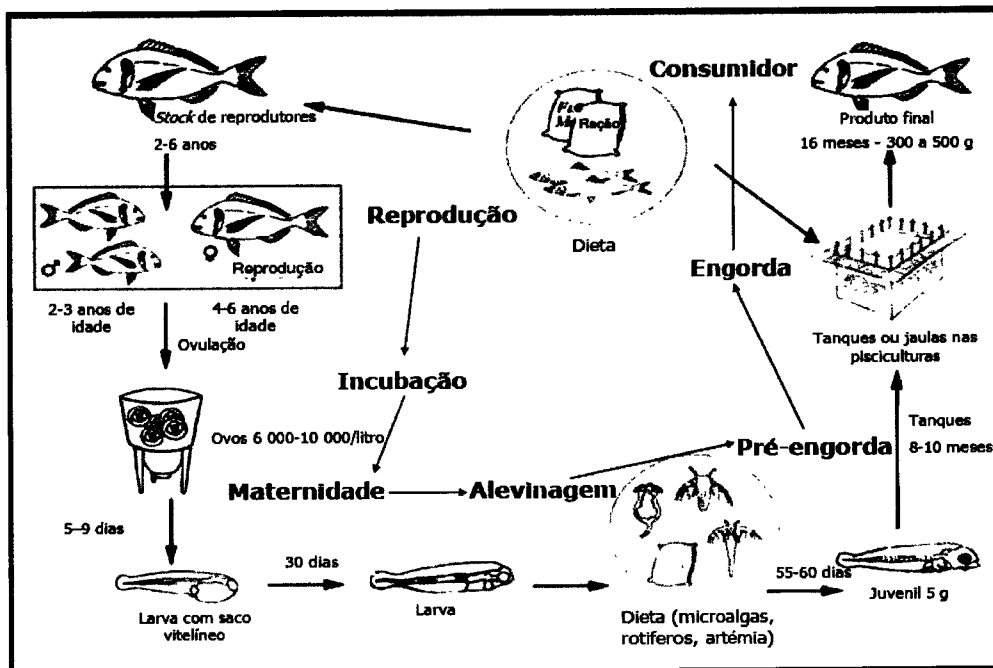 Consumidor
Stock de reprodutores
2-6 anos
Ração
Produto final
16 meses - 300 a 500 g
Reprodução
Dieta
Reprodução
Engorda
2-3 anos de
idade
4-6 anos de
idade
Ovulação
Tanques ou jaulas nas
pisciculturas
Incubação
Ovos 6 000-10 000/litro
Tanques
8-10 meses
Pré-engorda
Maternidade
Alevinagem
5-9 dias
30 dias
55-60 dias
Larva com saco
vitelíneo
Larva
Dieta (microalgas,
rotiferos, artémia)
Juvenil 5 g